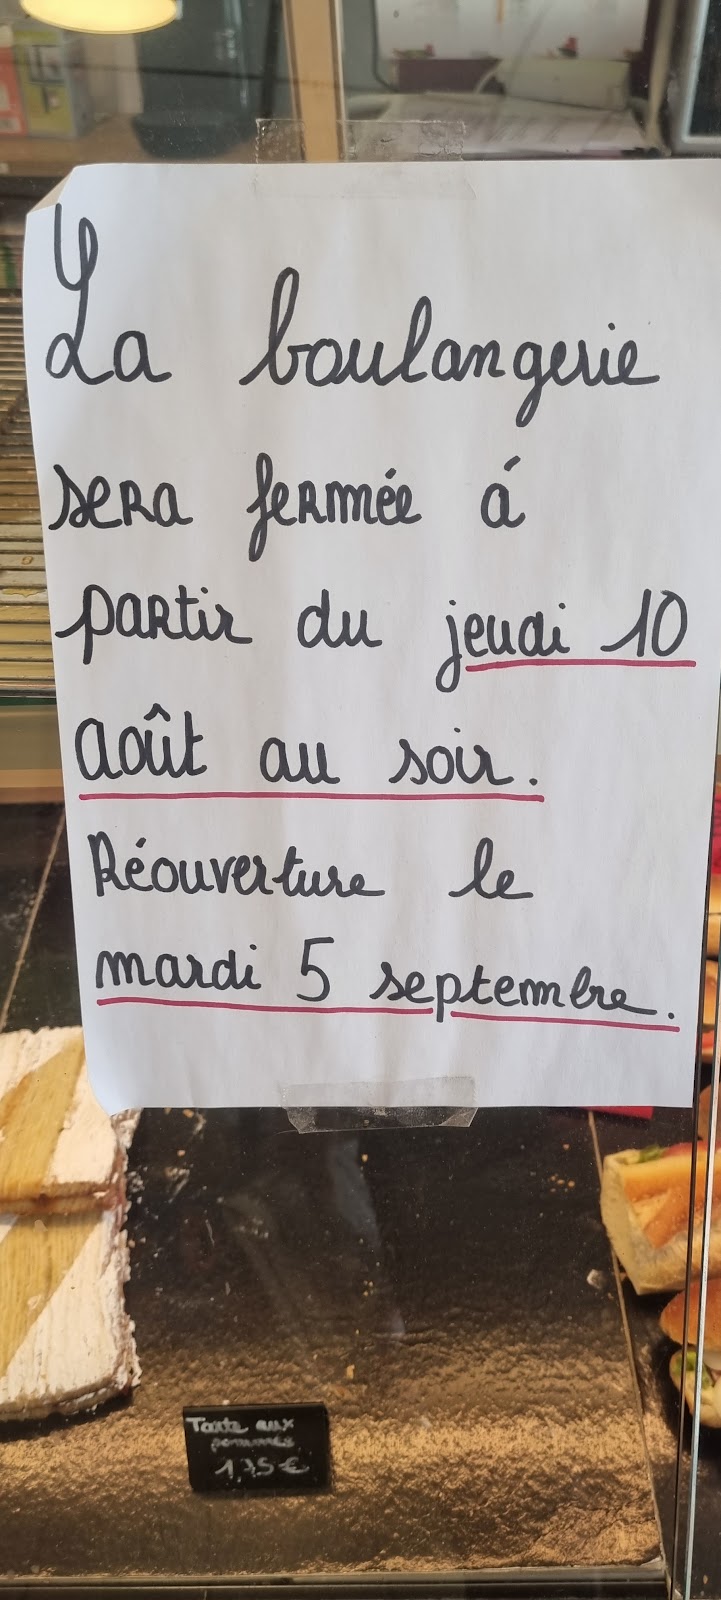 La boulangerie
sera fermée á
partir du jeudi 10
août au soir.
Réouverture le
mardi 5 septembre.
Tarte aux
pommes
1,75€